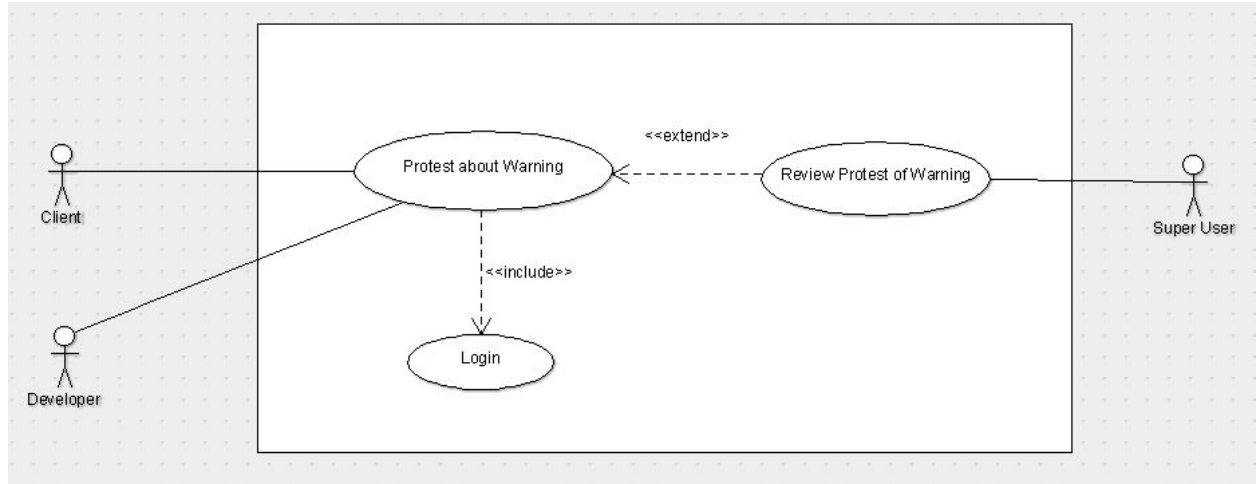 <<extend>>
Protest about Warning
Review Protest of Warning
Client
Super User
<<include>>
Login
Developer